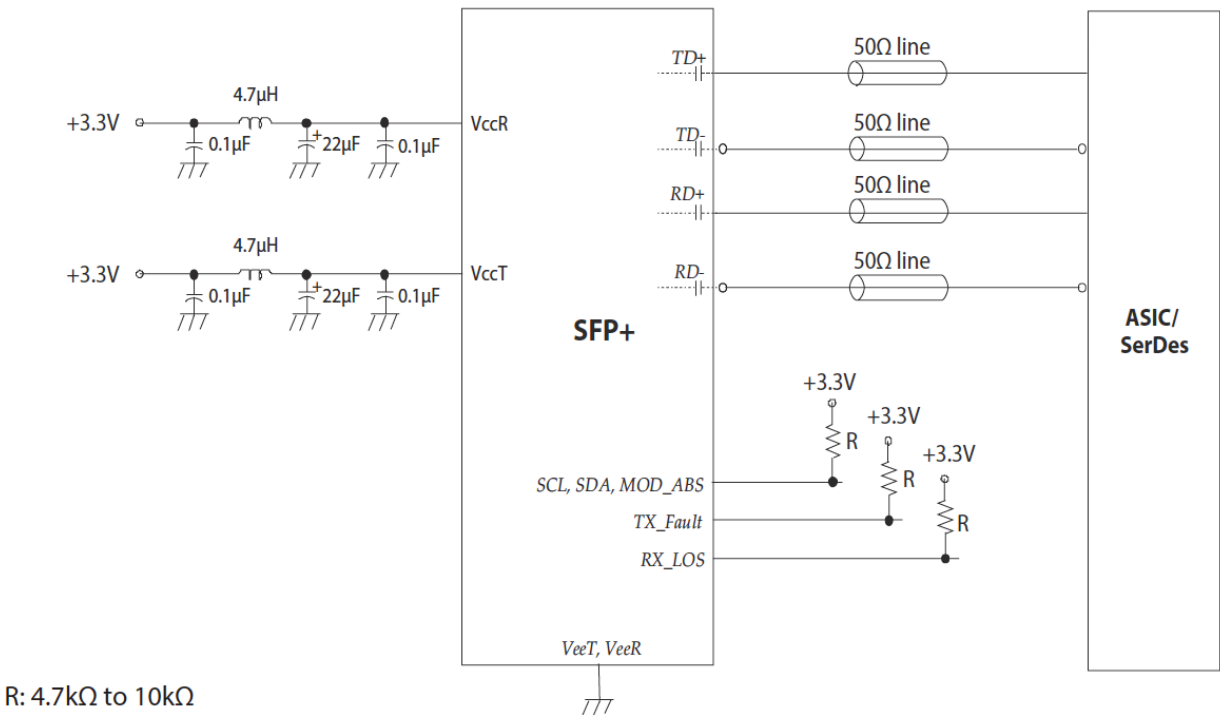 TD+
50Ω line
4.7µH
+3.3V
VccR
0.1µF
+
22µF
0.1µF
TD-
50Ω line
RD+
50Ω line
4.7µH
+3.3V
VccT
0.1µF
+
22µF
0.1µF
RD-
50Ω line
SFP+
ASIC/
SerDes
+3.3V
R
+3.3V
R
+3.3V
R
SCL, SDA, MOD_ABS
TX_Fault
RX_LOS
VeeT, VeeR
R: 4.7kΩ to 10kΩ